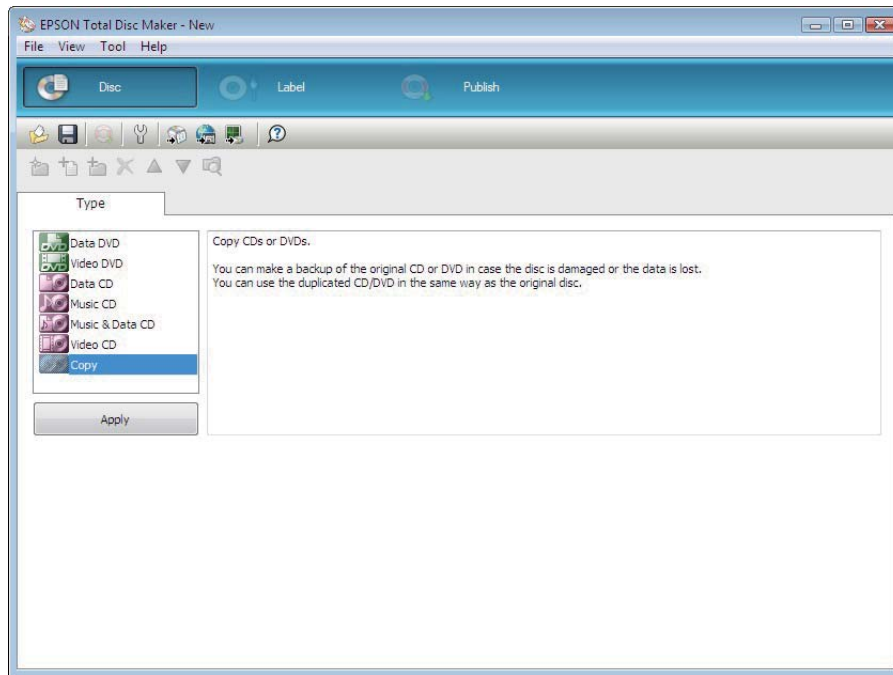 EPSON Total Disc Maker - New
File View Tool Help
Disc Label Publish
Type
Data DVD
Video DVD
Data CD
Music CD
Music & Data CD
Video CD
Copy
Apply
Copy CDs or DVDs.
You can make a backup of the original CD or DVD in case the disc is damaged or the data is lost.
You can use the duplicated CD/DVD in the same way as the original disc.